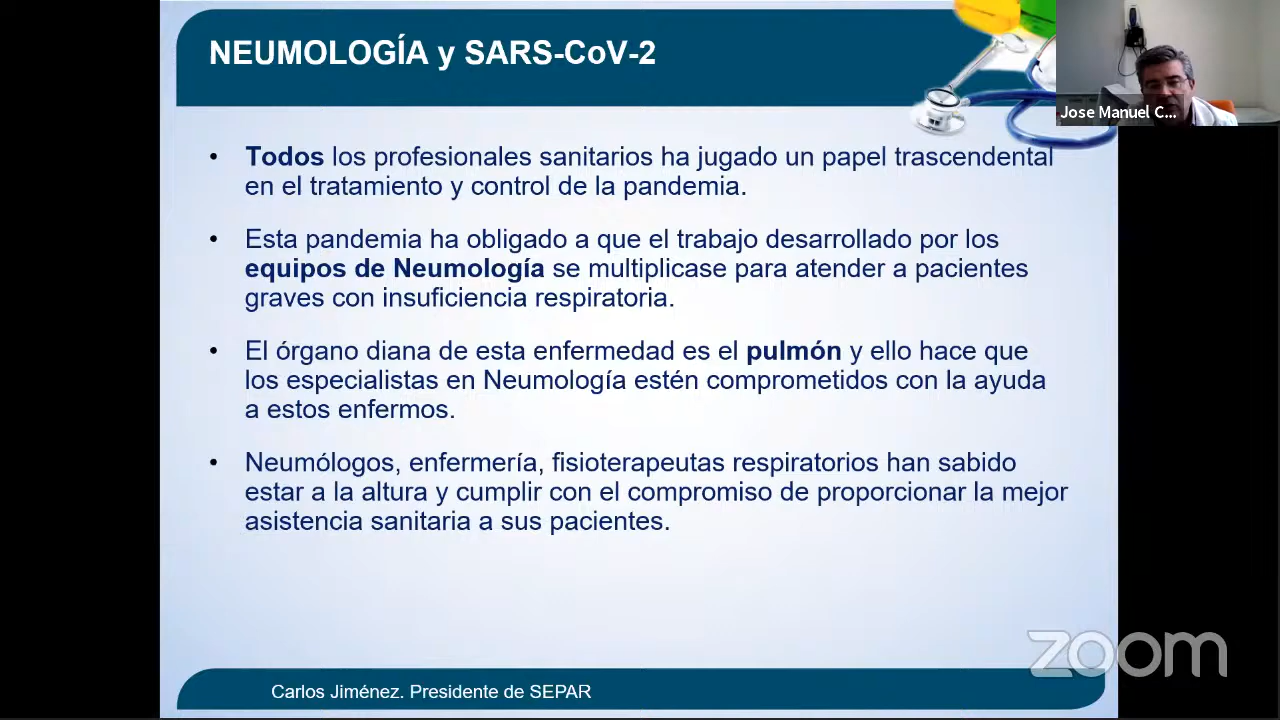 NEUMOLOGÍA y SARS-CoV-2
Jose Manuel C...
• Todos los profesionales sanitarios ha jugado un papel trascendental
en el tratamiento y control de la pandemia.
• Esta pandemia ha obligado a que el trabajo desarrollado por los
equipos de Neumología se multiplicase para atender a pacientes
graves con insuficiencia respiratoria.
• El órgano diana de esta enfermedad es el pulmón y ello hace que
los especialistas en Neumología estén comprometidos con la ayuda
a estos enfermos.
• Neumólogos, enfermería, fisioterapeutas respiratorios han sabido
estar a la altura y cumplir con el compromiso de proporcionar la mejor
asistencia sanitaria a sus pacientes.
zoom
Carlos Jiménez. Presidente de SEPAR